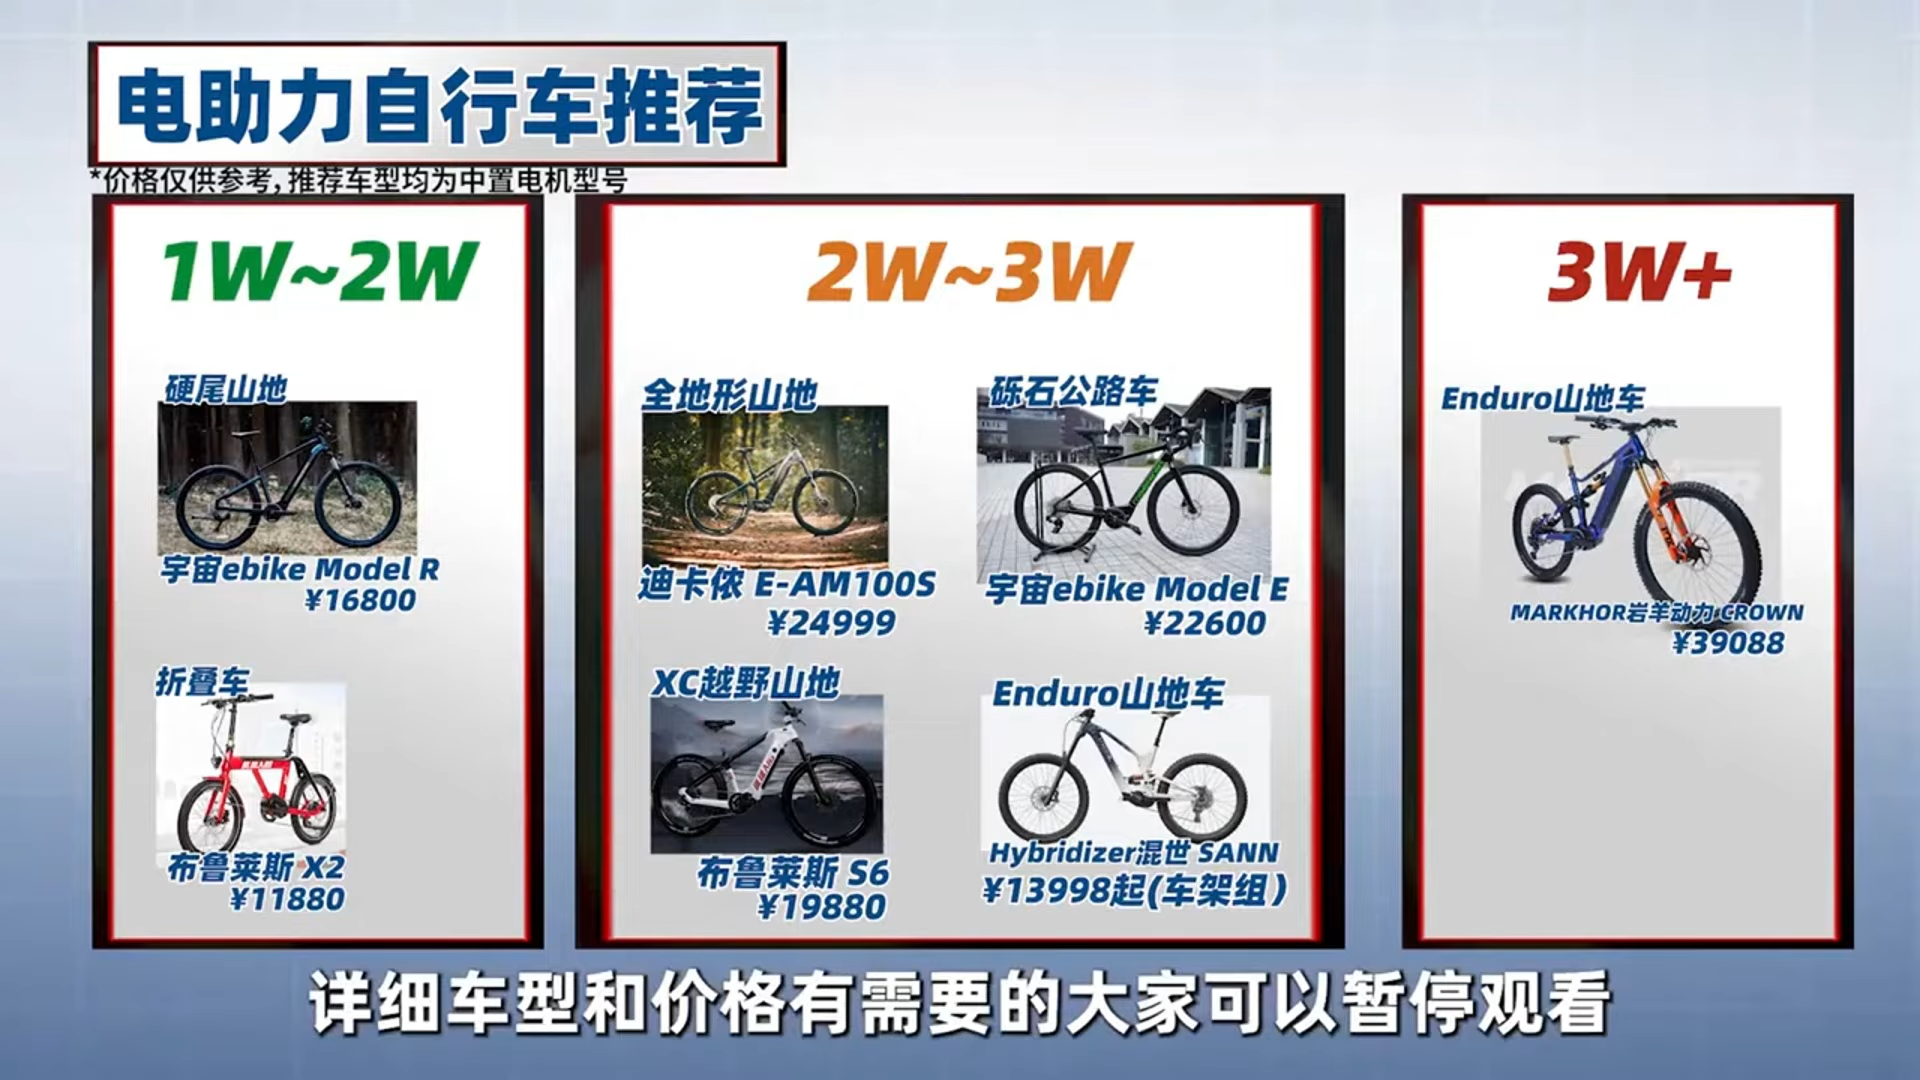 电助力自行车推荐
*价格仅供参考,推荐车型均为中置电机型号
1W~2W
硬尾山地
宇宙ebike Model R
¥16800
折叠车
布鲁莱斯 X2
¥11880
2W~3W
全地形山地
迪卡侬 E-AM100S
¥24999
砾石公路车
宇宙ebike Model E
¥22600
XC越野山地
布鲁莱斯 S6
¥19880
Enduro山地车
Hybridizer混世 SANN
¥13998起(车架组）
3W+
Enduro山地车
MARKHOR岩羊动力 CROWN
¥39088
详细车型和价格有需要的大家可以暂停观看